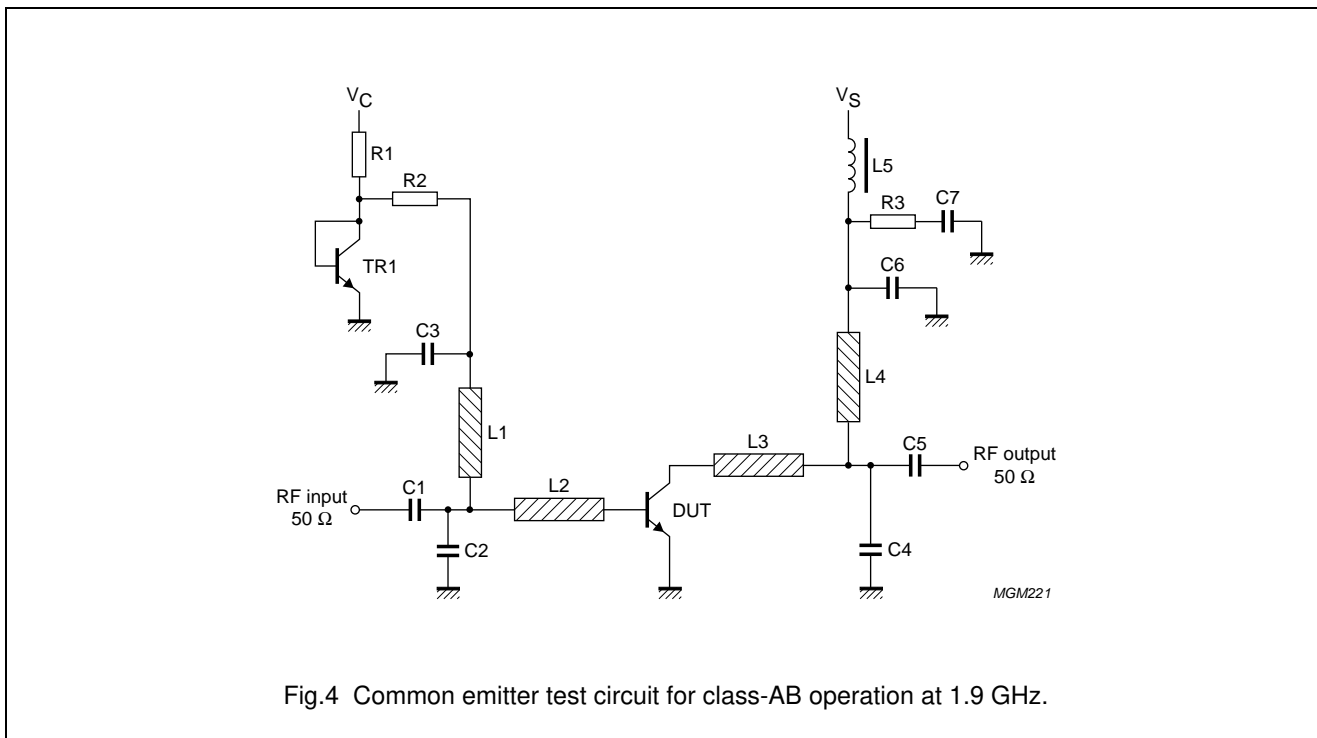 VC
VS
R1
L5
R2
R3
C7
TR1
C6
C3
L4
L1
L3
C5
RF output
50 Ω
RF input
50 Ω
C1
L2
DUT
C2
C4
MGM221
Fig.4 Common emitter test circuit for class-AB operation at 1.9 GHz.